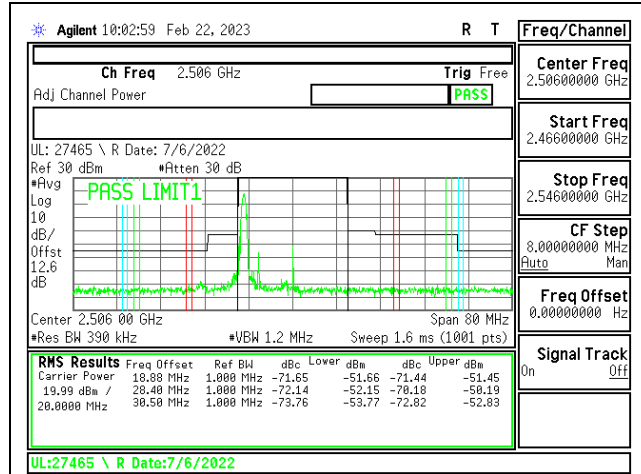 Agilent 10:02:59 Feb 22, 2023 R T
Freq/Channel
Ch Freq 2.506 GHz Trig Free
Adj Channel Power PASS
Center Freq
2.50600000 GHz
Start Freq
2.46600000 GHz
Stop Freq
2.54600000 GHz
CF Step
8.00000000 MHz
Auto Man
Freq Offset
0.00000000 Hz
Signal Track
On Off
UL: 27465 \ R Date: 7/6/2022
Ref 30 dBm #Atten 30 dB
#Avg
Log
10
dB/
Offst
12.6
dB
PASS LIMIT1
Center 2.506 00 GHz Span 80 MHz
#Res BW 390 kHz #VBW 1.2 MHz Sweep 1.6 ms (1001 pts)
RMS Results Freq Offset Ref BW dBc Lower dBm dBc Upper dBm
Carrier Power 18.88 MHz 1.000 MHz -71.65 -51.66 -71.44 -51.45
19.99 dBm / 28.40 MHz 1.000 MHz -72.14 -52.15 -70.18 -50.19
20.0000 MHz 30.50 MHz 1.000 MHz -73.76 -53.77 -72.82 -52.83
UL:27465 \ R Date:7/6/2022